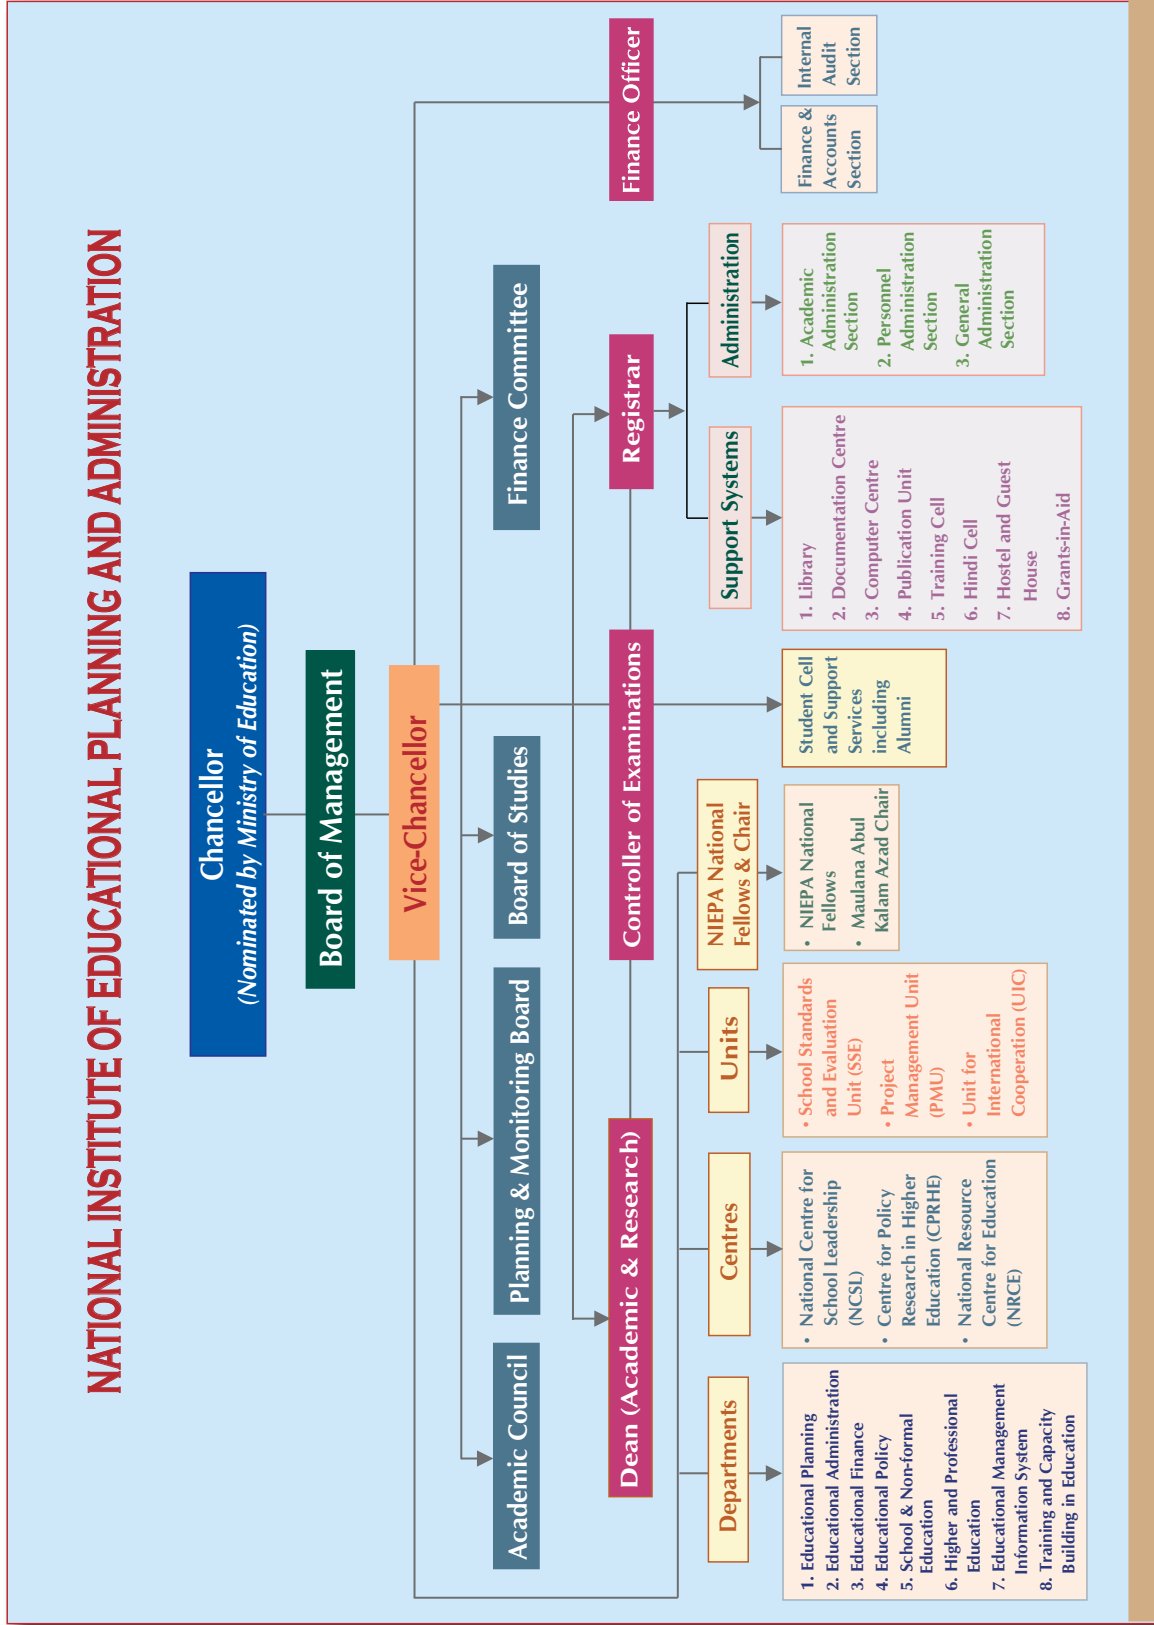 NATIONAL INSTITUTE OF EDUCATIONAL PLANNING AND ADMINISTRATION
Chancellor
(Nominated by Ministry of Education)
Board of Management
Vice-Chancellor
Academic Council
Planning & Monitoring Board
Board of Studies
Finance Committee
Dean (Academic & Research)
Controller of Examinations
Registrar
Finance Officer
Departments
Centres
Units
NIEPA National
Fellows & Chair
Support Systems
Administration
1. Educational Planning
2. Educational Administration
3. Educational Finance
4. Educational Policy
5. School & Non-formal
Education
6. Higher and Professional
Education
7. Educational Management
Information System
8. Training and Capacity
Building in Education
• National Centre for
School Leadership
(NCSL)
• Centre for Policy
Research in Higher
Education (CPRHE)
• National Resource
Centre for Education
(NRCE)
• School Standards
and Evaluation
Unit (SSE)
• Project
Management Unit
(PMU)
• Unit for
International
Cooperation (UIC)
• NIEPA National
Fellows
• Maulana Abul
Kalam Azad Chair
Student Cell
and Support
Services
including
Alumni
1. Library
2. Documentation Centre
3. Computer Centre
4. Publication Unit
5. Training Cell
6. Hindi Cell
7. Hostel and Guest
House
8. Grants-in-Aid
1. Academic
Administration
Section
2. Personnel
Administration
Section
3. General
Administration
Section
Finance &
Accounts
Section
Internal
Audit
Section